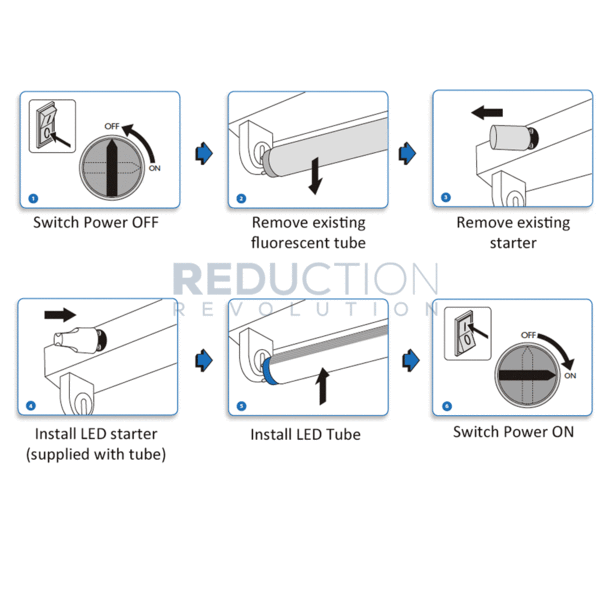 OFF
ON
1
Switch Power OFF
2
Remove existing
fluorescent tube
3
Remove existing
starter
REDUCTION
REVOLUTION
4
Install LED starter
(supplied with tube)
5
Install LED Tube
OFF
ON
6
Switch Power ON